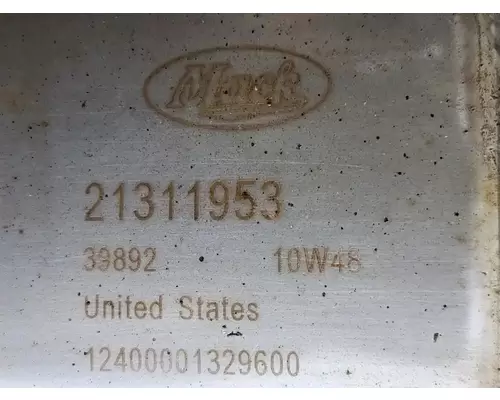 Mack
21311953
39892 10W48
United States
12400001329600